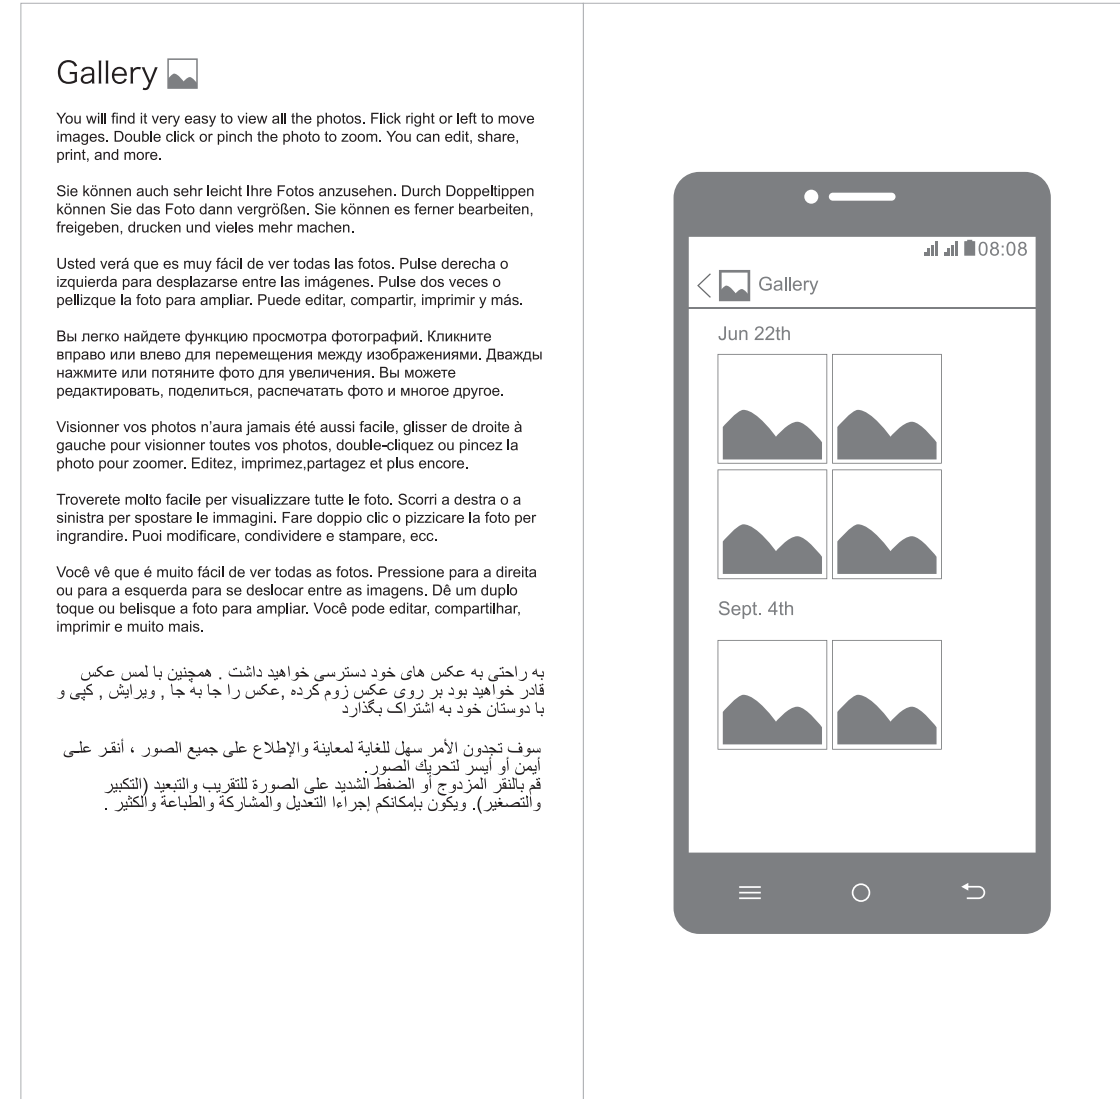 Gallery
You will find it very easy to view all the photos. Flick right or left to move
images. Double click or pinch the photo to zoom. You can edit, share,
print, and more.
Sie können auch sehr leicht Ihre Fotos anzusehen. Durch Doppeltippen
können Sie das Foto dann vergrößen. Sie können es ferner bearbeiten,
freigeben, drucken und vieles mehr machen.
Usted verá que es muy fácil de ver todas las fotos. Pulse derecha o
izquierda para desplazarse entre las imágenes. Pulse dos veces o
pellizque la foto para ampliar. Puede editar, compartir, imprimir y más.
Вы легко найдете функцию просмотра фотографий. Кликните
вправо или влево для перемещения между изображениями. Дважды
нажмите или потяните фото для увеличения. Вы можете
редактировать, поделиться, распечатать фото и многое другое.
Visionner vos photos n'aura jamais été aussi facile, glisser de droite à
gauche pour visionner toutes vos photos, double-cliquez ou pincez la
photo pour zoomer. Editez, imprimez,partagez et plus encore.
Troverete molto facile per visualizzare tutte le foto. Scorri a destra o a
sinistra per spostare le immagini. Fare doppio clic o pizzicare la foto per
ingrandire. Puoi modificare, condividere e stampare, ecc.
Você vê que é muito fácil de ver todas as fotos. Pressione para a direita
ou para a esquerda para se deslocar entre as imagens. Dê um duplo
toque ou belisque a foto para ampliar. Você pode editar, compartilhar,
imprimir e muito mais.
به راحتی به عکس های خود دسترسی خواهید داشت . همچنین با لمس عکس
قادر خواهید بود بر روی عکس زوم کرده ,عکس را جا به جا , ویرایش , کپی و
با دوستان خود به اشتراک بگذارد
سوف تجدون الأمر سهل للغاية لمعاينة والإطلاع على جميع الصور ، أنقر على
أيمن أو أيسر لتحريك الصور.
قم بالنقر المزدوج أو الضفط الشديد على الصورة للتقريب والتبعيد (التكبير
والتصغير). ويكون بإمكانكم إجراءا التعديل والمشاركة والطباعة والكثير .
08:08
Gallery
Jun 22th
Sept. 4th